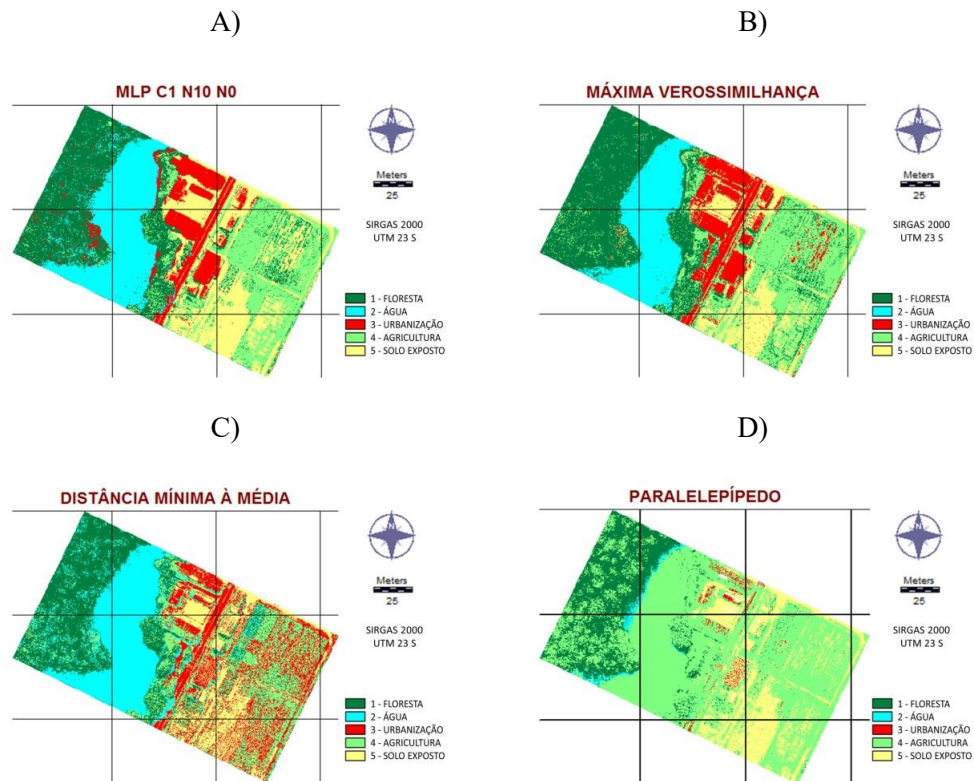 A)
B)
MLP C1 N10 N0
Meters
25
SIRGAS 2000
UTM 23 S
1 - FLORESTA
2 - ÁGUA
3 - URBANIZAÇÃO
4 - AGRICULTURA
5 - SOLO EXPOSTO
MÁXIMA VEROSSIMILHANÇA
Meters
25
SIRGAS 2000
UTM 23 S
1 - FLORESTA
2 - ÁGUA
3 - URBANIZAÇÃO
4 - AGRICULTURA
5 - SOLO EXPOSTO
C)
D)
DISTÂNCIA MÍNIMA À MÉDIA
Meters
25
SIRGAS 2000
UTM 23 S
1 - FLORESTA
2 - ÁGUA
3 - URBANIZAÇÃO
4 - AGRICULTURA
5 - SOLO EXPOSTO
PARALELEPÍPEDO
Meters
25
SIRGAS 2000
UTM 23 S
1 - FLORESTA
2 - ÁGUA
3 - URBANIZAÇÃO
4 - AGRICULTURA
5 - SOLO EXPOSTO